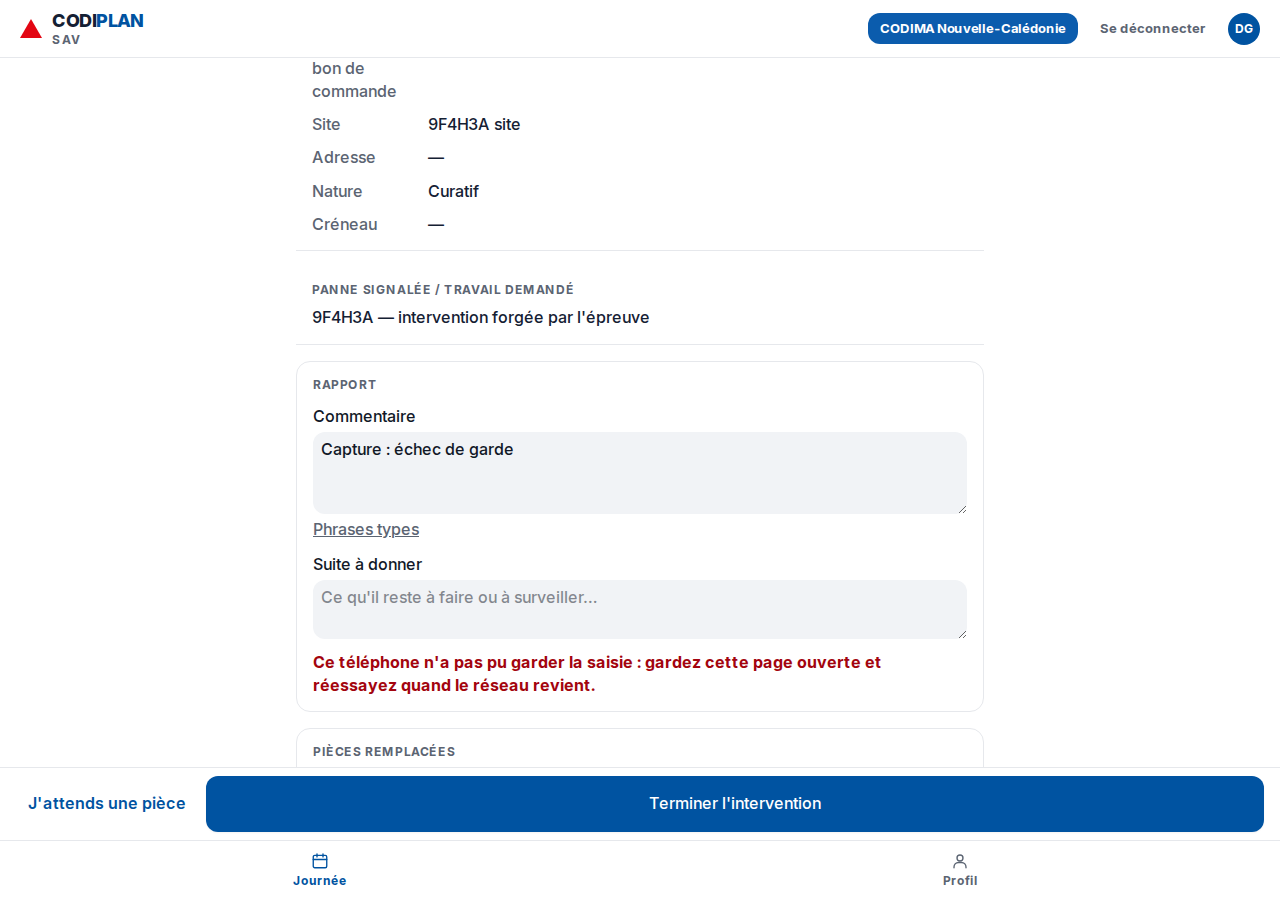 CODIPLAN
SAV
CODIMA Nouvelle-Calédonie
Se déconnecter
DG
bon de
commande
Site 9F4H3A site
Adresse —
Nature Curatif
Créneau —
PANNE SIGNALÉE / TRAVAIL DEMANDÉ
9F4H3A — intervention forgée par l'épreuve
RAPPORT
Commentaire
Capture : échec de garde
Phrases types
Suite à donner
Ce qu'il reste à faire ou à surveiller...
Ce téléphone n'a pas pu garder la saisie : gardez cette page ouverte et
réessayez quand le réseau revient.
PIÈCES REMPLACÉES
J'attends une pièce
Terminer l'intervention
Journée
Profil